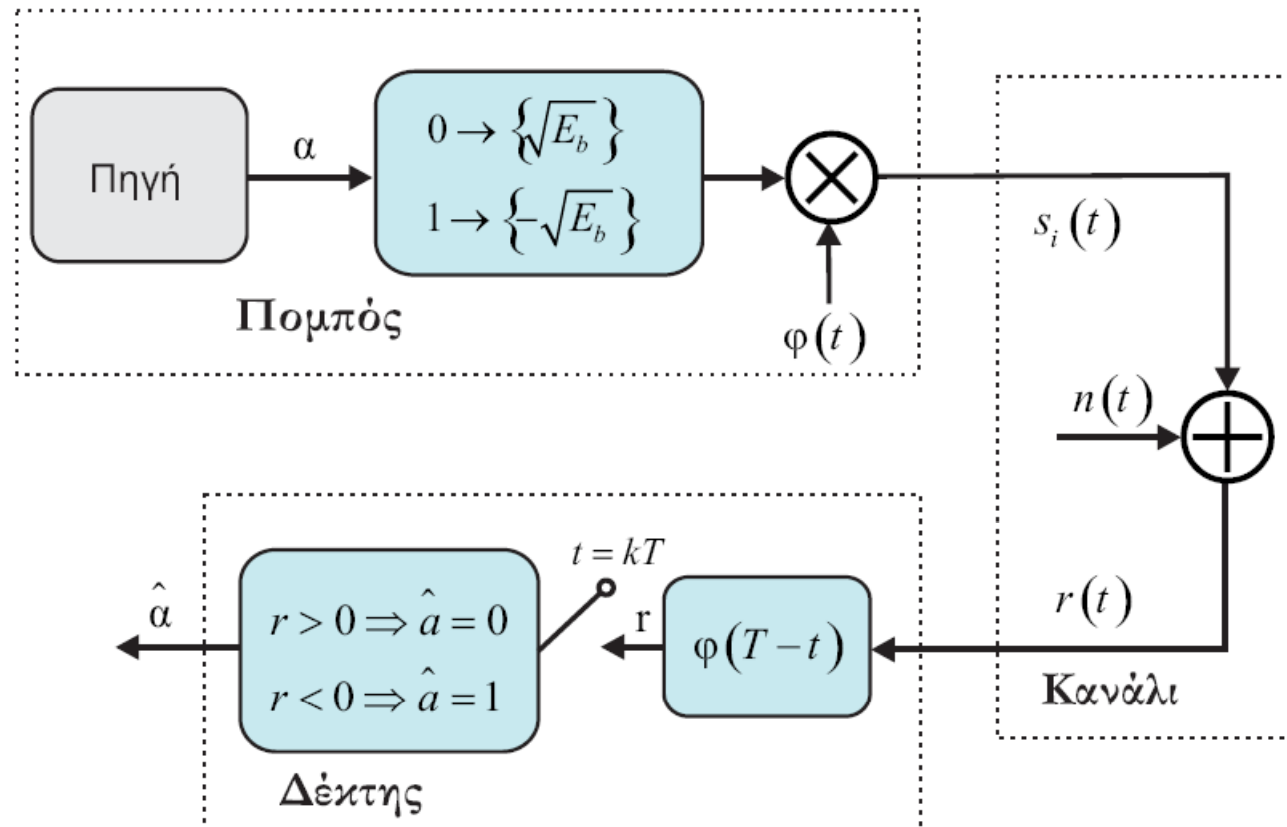 Πηγή
α
0 → {√E_b}
1 → {-√E_b}
φ(t)
Πομπός
s_i(t)
n(t)
r(t)
Κανάλι
φ(T − t)
r
t = kT
r > 0 ⇒ â = 0
r < 0 ⇒ â = 1
α̂
Δέκτης